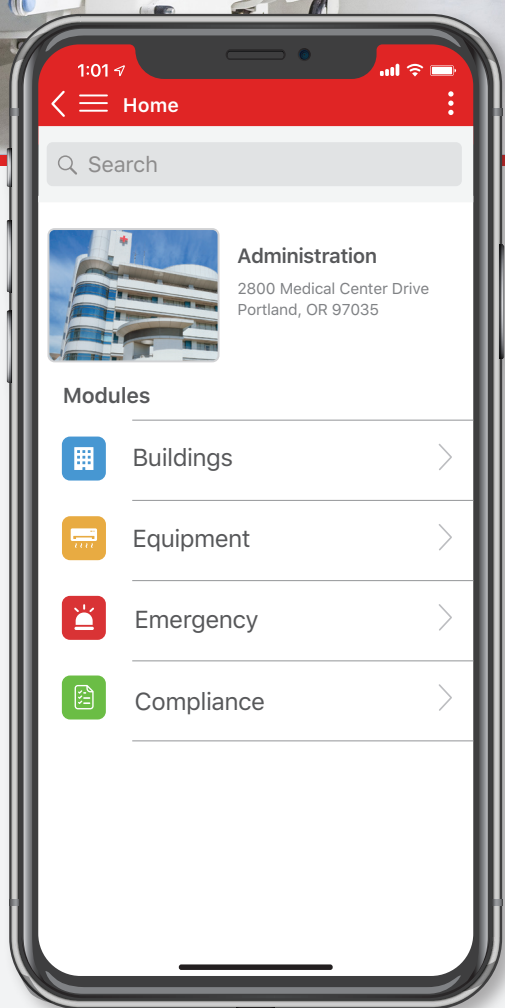 1:01
Home
Search
Administration
2800 Medical Center Drive
Portland, OR 97035
Modules
Buildings
Equipment
Emergency
Compliance